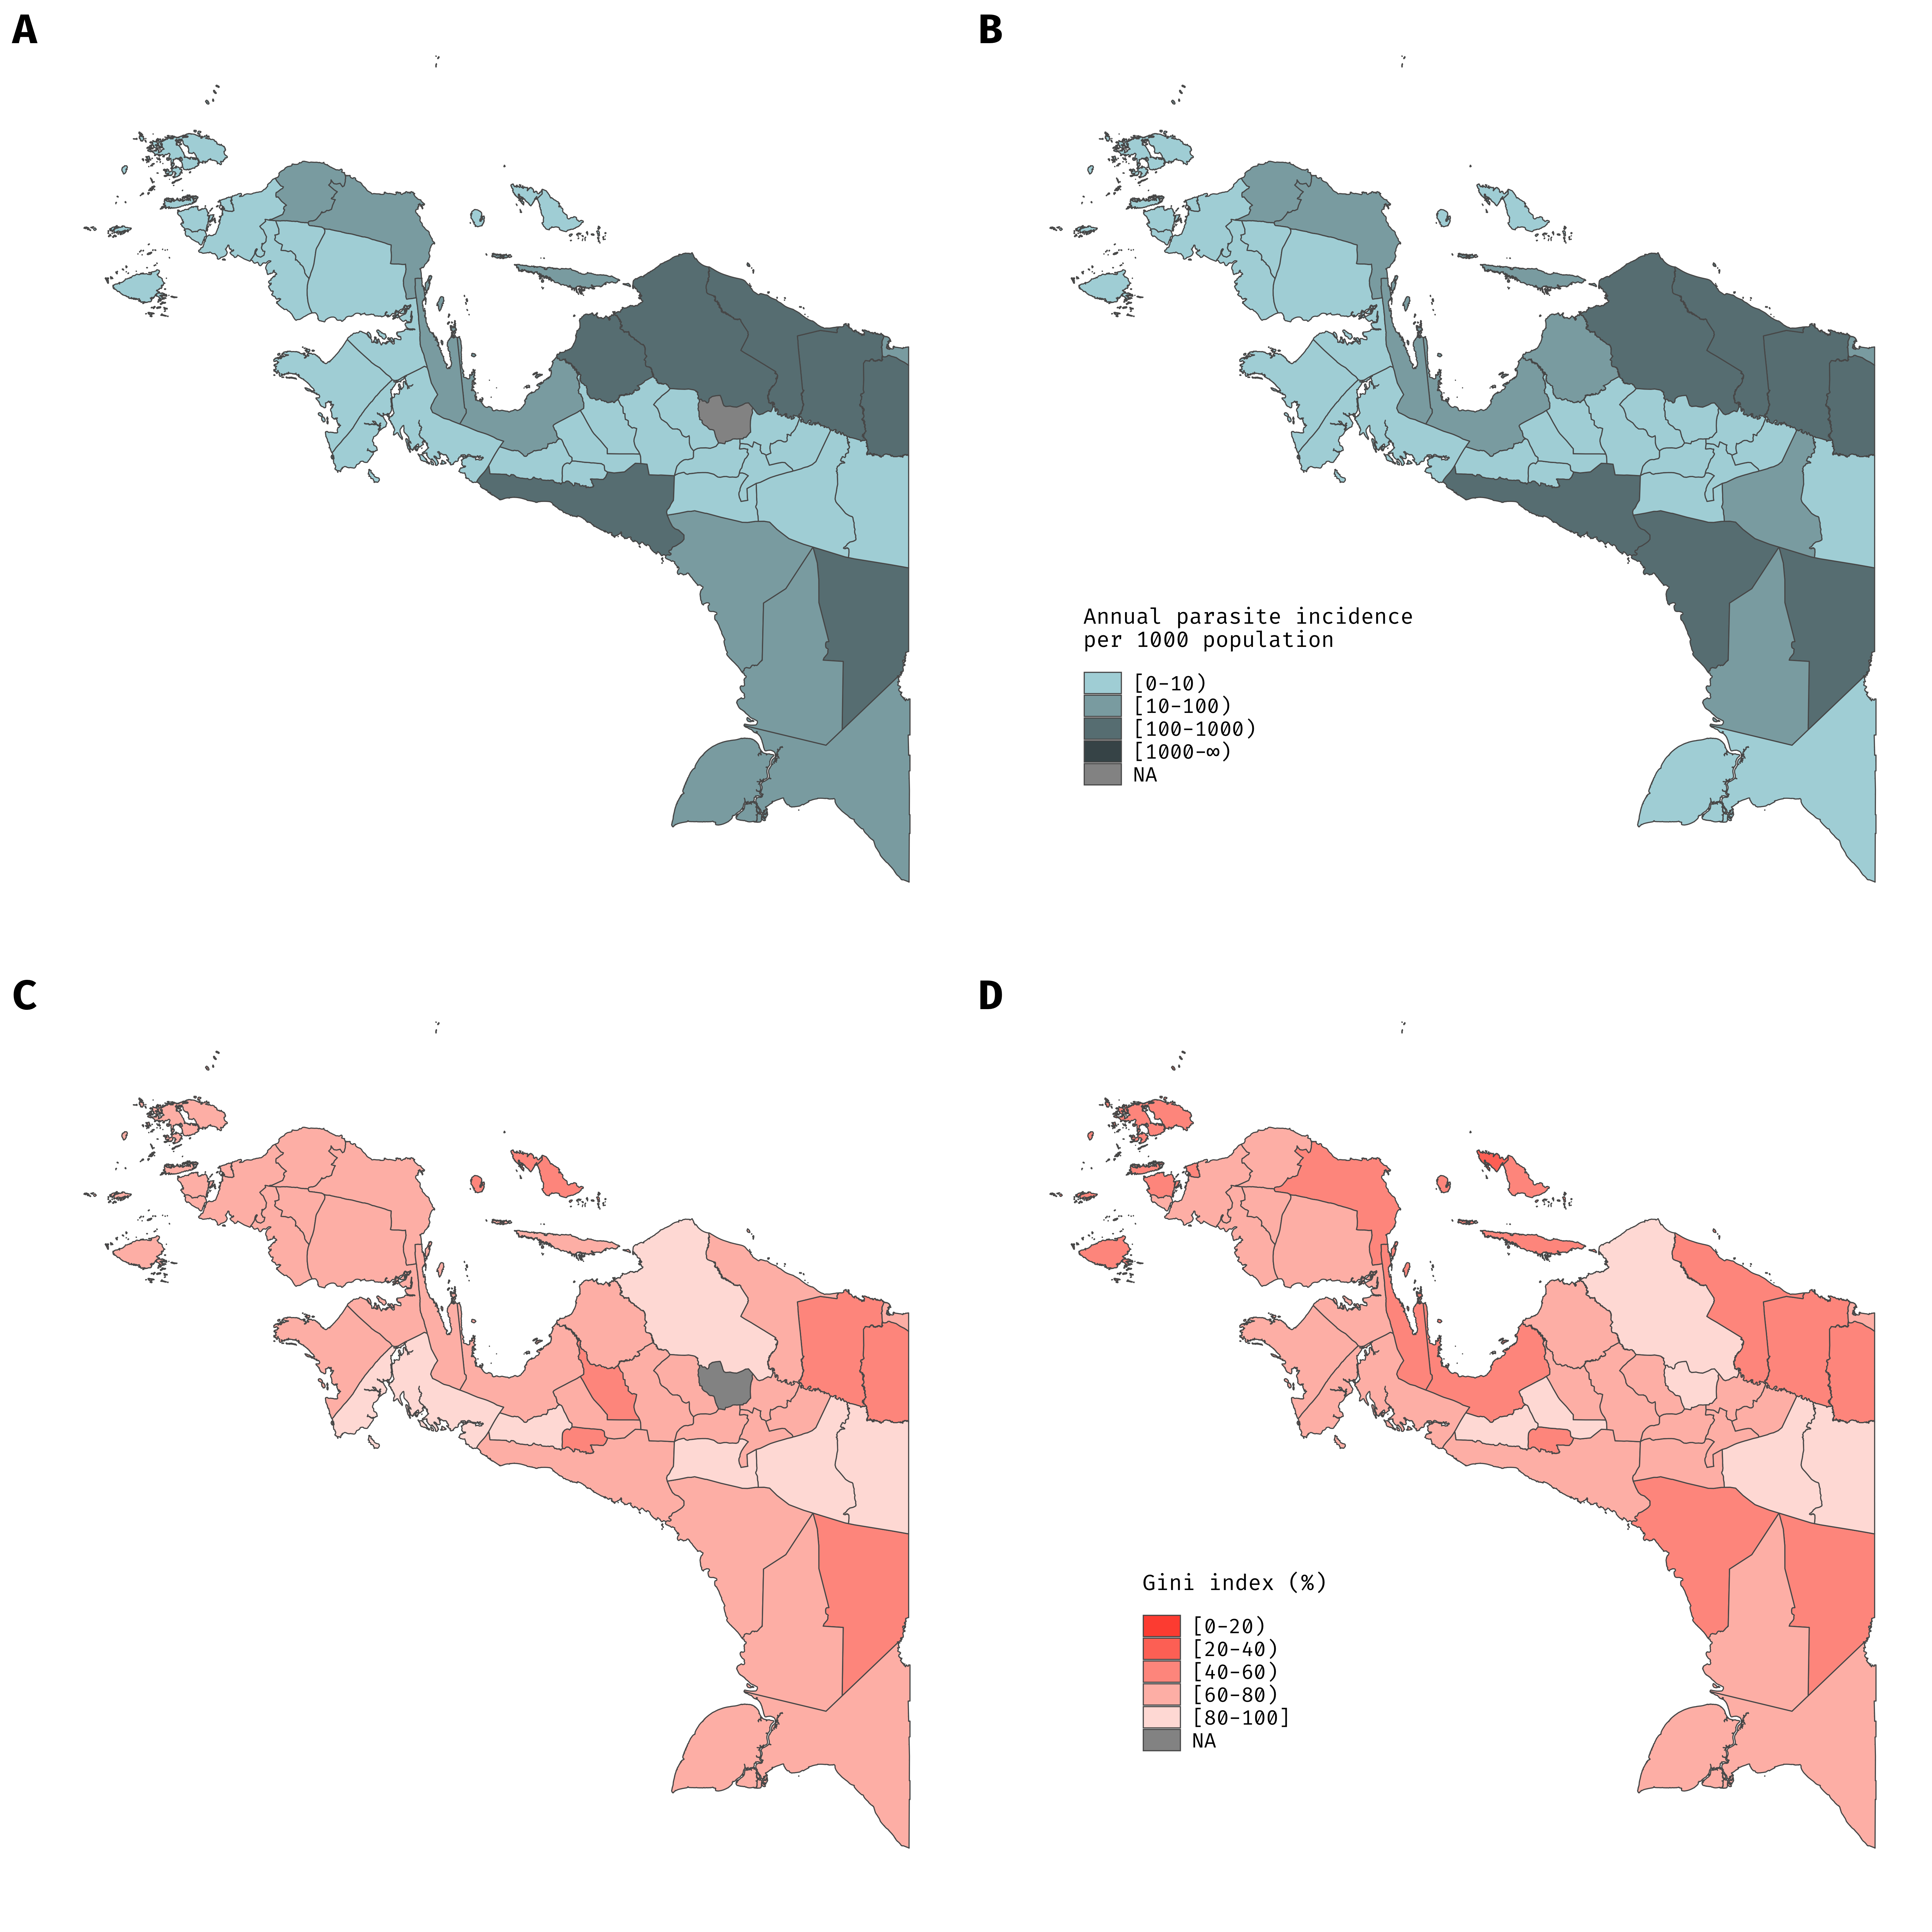 A
B
Annual parasite incidence
per 1000 population
[0-10)
[10-100)
[100-1000)
[1000-∞)
NA
C
D
Gini index (%)
[0-20)
[20-40)
[40-60)
[60-80)
[80-100]
NA